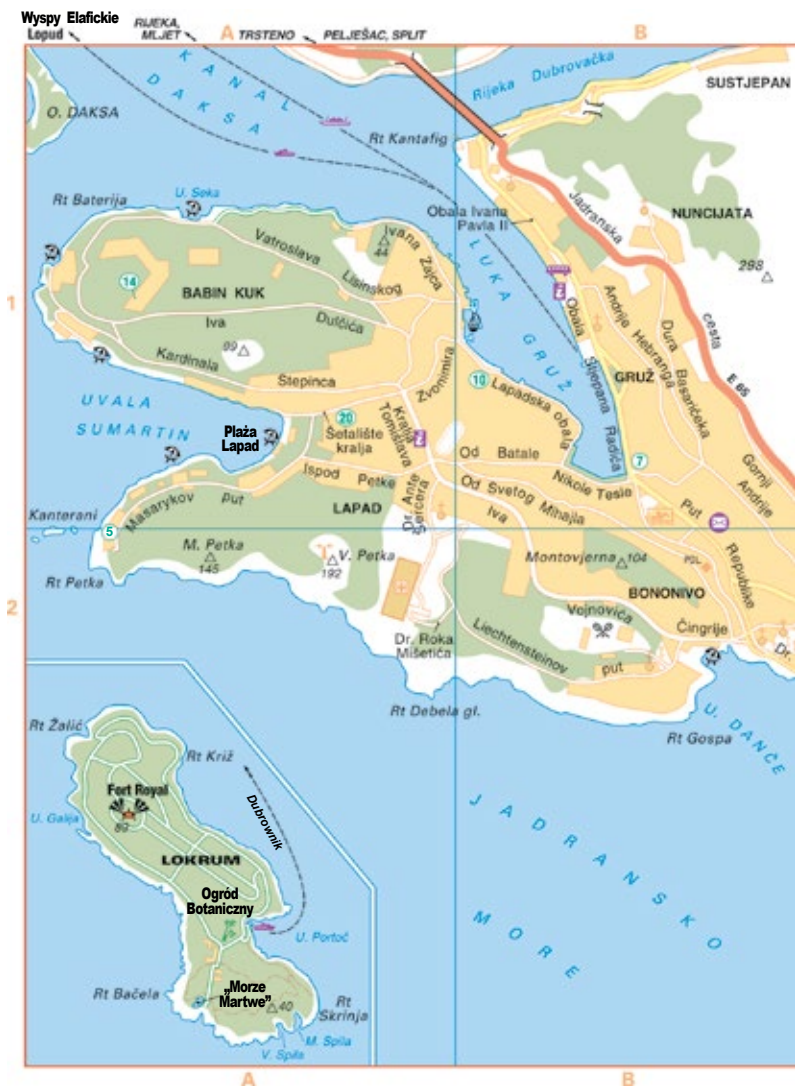 Wyspy Elafickie
Lopud
RIJEKA,
MLJET
A
TRSTENO
PELJEŠAC, SPLIT
B
KANAL
DAKSA
Rijeka Dubrovačka
SUSTJEPAN
O. DAKSA
Rt Kantafig
Rt Baterija
U. Seka
Obala Ivana
Pavla II
Jadranska
cesta
E 65
NUNCIJATA
298
Ivana Zajca
44
Vatroslava
Lisinskog
LUKA GRUŽ
14
BABIN KUK
1
Iva
Dulčića
99
Kardinala
Stepinca
Zvonimira
Obala
Stjepana Radića
Andrije
Hebranga
Đura
Basaričeka
GRUŽ
10
Lapadska obala
UVALA
SUMARTIN
Plaża
Lapad
20
Šetalište
kralja
Kralja
Tomislava
Od Batale
7
Gornji
Ispod Petke
Nikole Tesle
Andrije
Masarykov put
LAPAD
Dr. Ante
Šercera
Od Svetog Mihajla
Iva
Put
Republike
Kanterani
5
M. Petka
145
V. Petka
192
Montovjerna
104
Rt Petka
BONONIVO
2
Vojnovića
Dr. Roka
Mišetića
Liechtensteinov
put
Čingrije
Dr.
Rt Debela gl.
Rt Gospa
U. DANČE
Rt Žalić
Rt Križ
Fort Royal
89
Dubrownik
U. Galija
LOKRUM
JADRANSKO
MORE
Ogród
Botaniczny
U. Portoč
Rt Bačela
„Morze
Martwe”
40
Rt
Skrinja
M. Spila
V. Spila
A
B